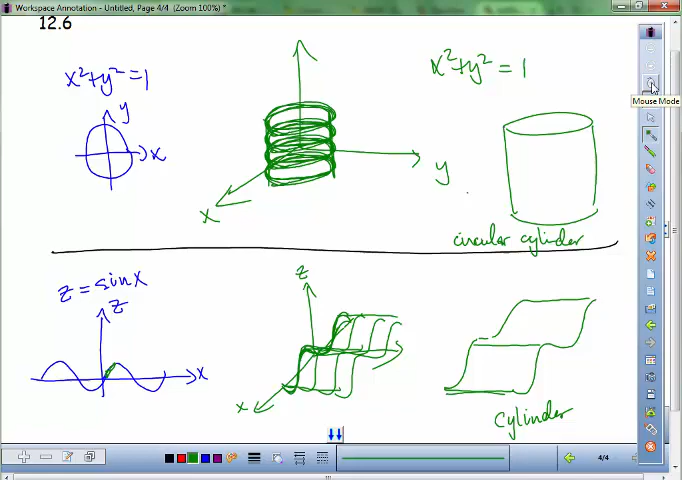 Workspace Annotation - Untitled, Page 4/4 (Zoom 100%) *
12.6
x²+y²=1
y
x
y
x
x²+y²=1
circular cylinder
Mouse Mode
z=sinx
z
x
z
x
cylinder
4/4